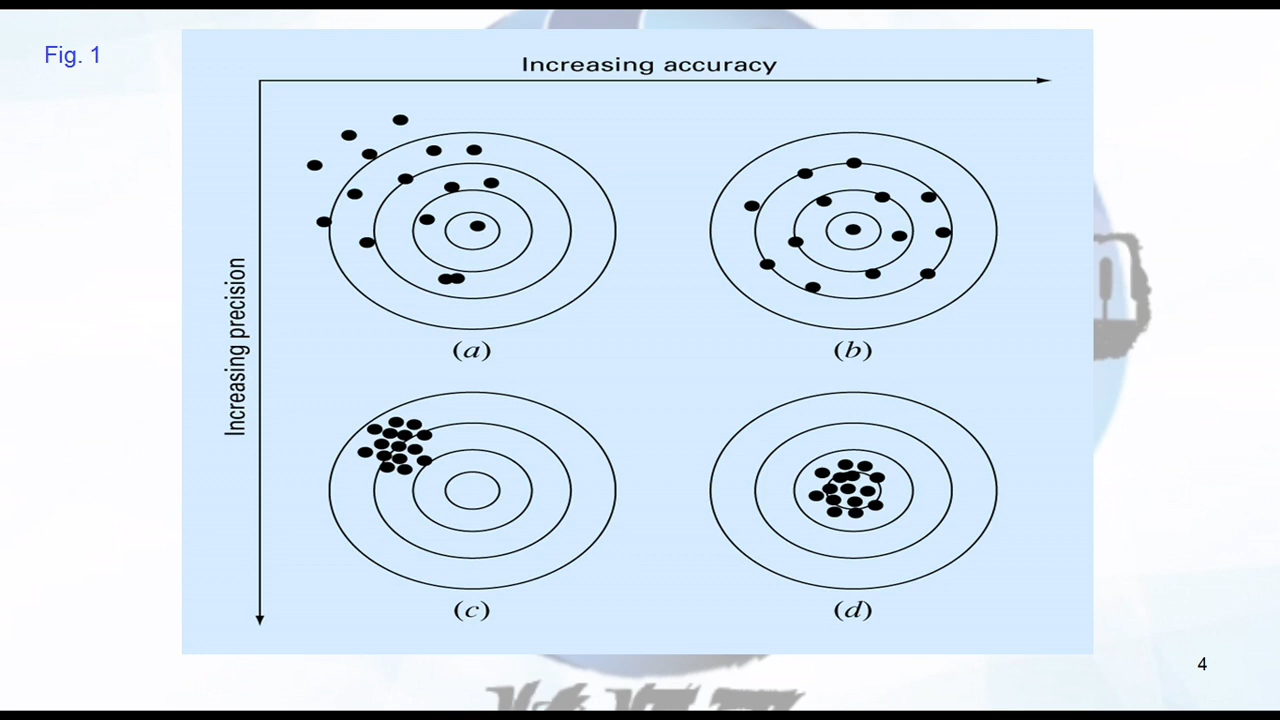 Fig. 1
Increasing accuracy
Increasing precision
(a)
(b)
(c)
(d)
4